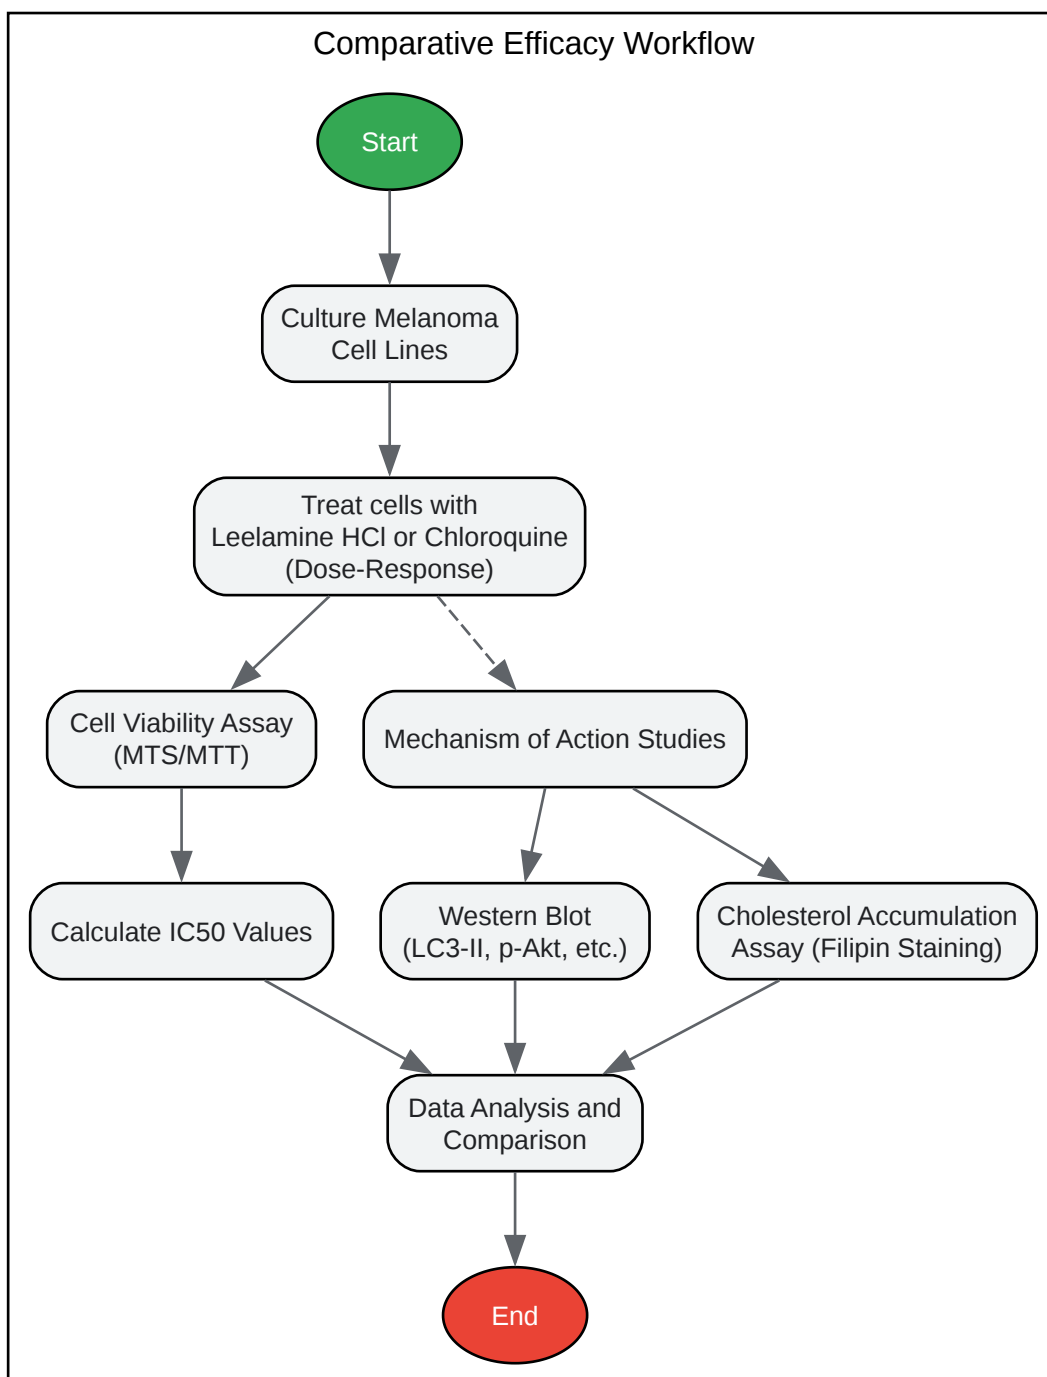 Comparative Efficacy Workflow
Start
Culture Melanoma
Cell Lines
Treat cells with
Leelamine HCl or Chloroquine
(Dose-Response)
Cell Viability Assay
(MTS/MTT)
Mechanism of Action Studies
Calculate IC50 Values
Western Blot
(LC3-II, p-Akt, etc.)
Cholesterol Accumulation
Assay (Filipin Staining)
Data Analysis and
Comparison
End